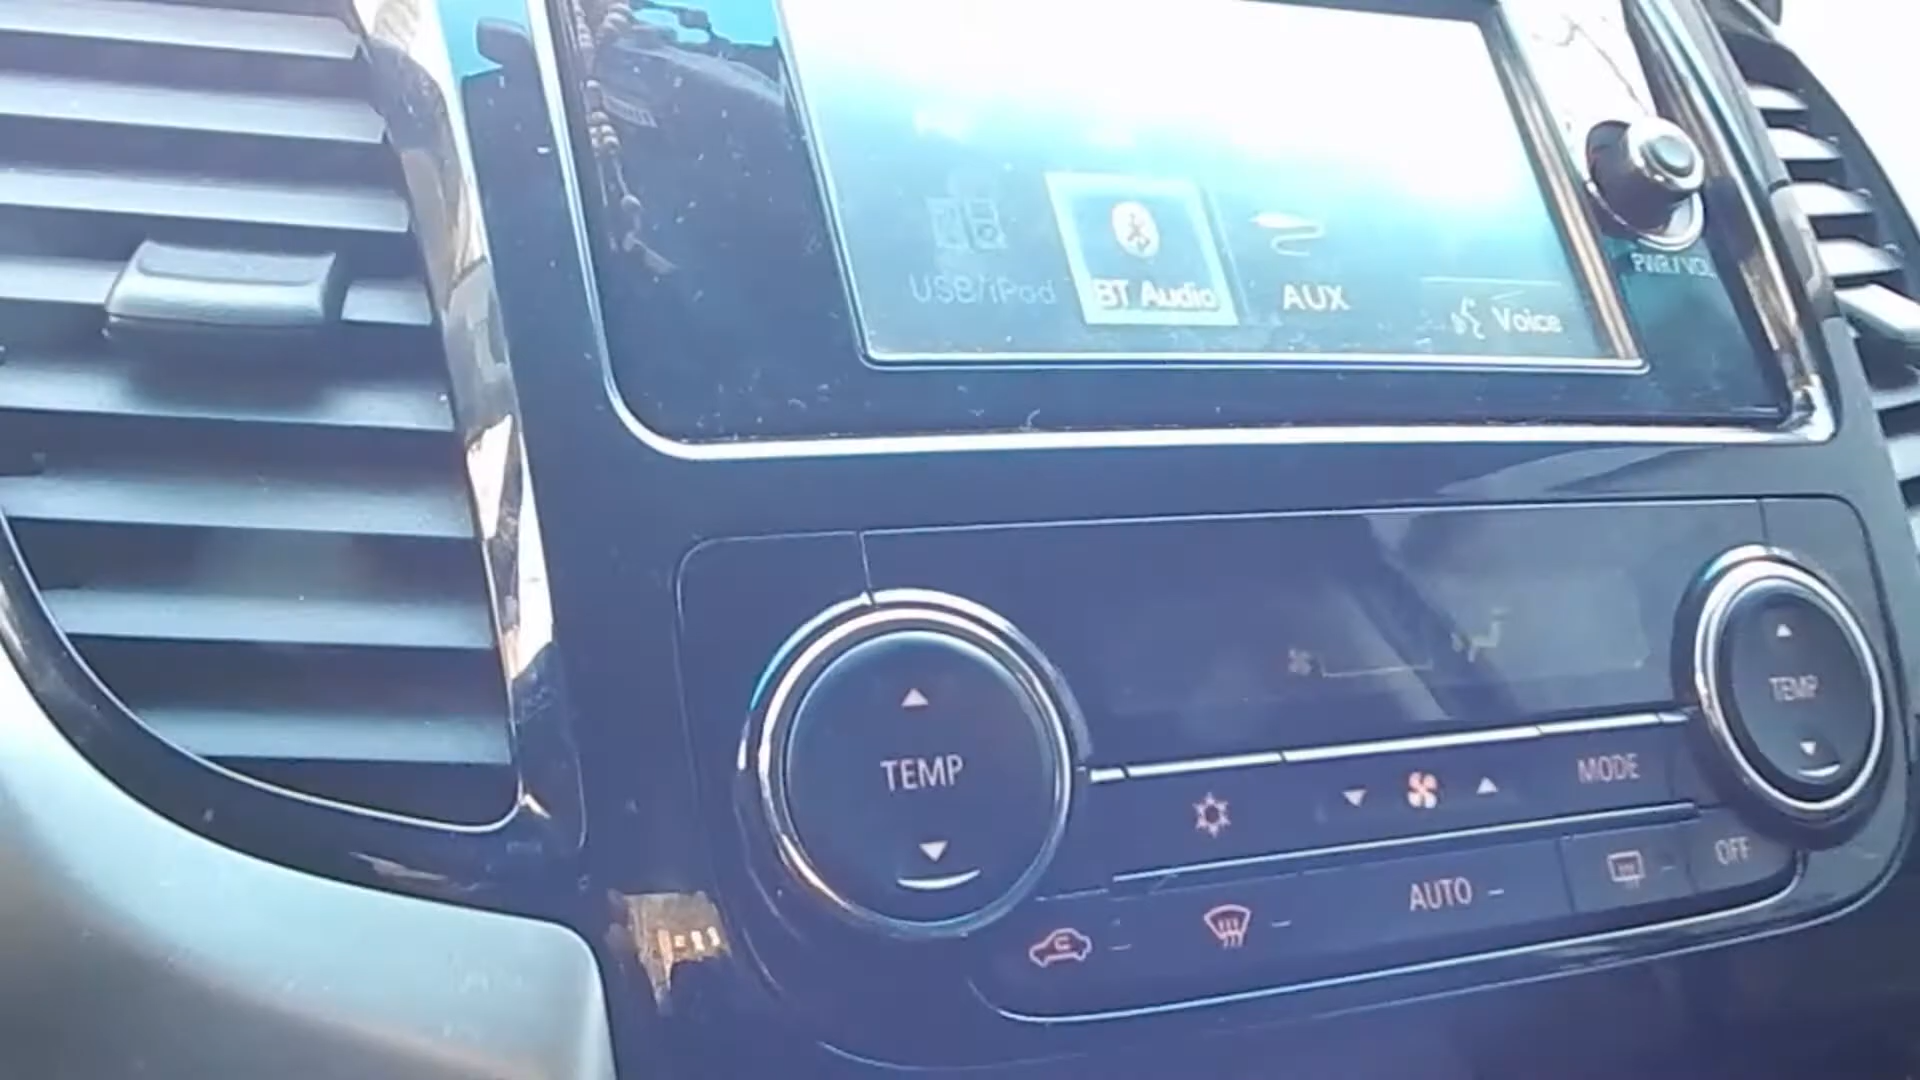 PWR/VOL
USB/iPod
BT Audio
AUX
Voice
TEMP
TEMP
MODE
AUTO
OFF